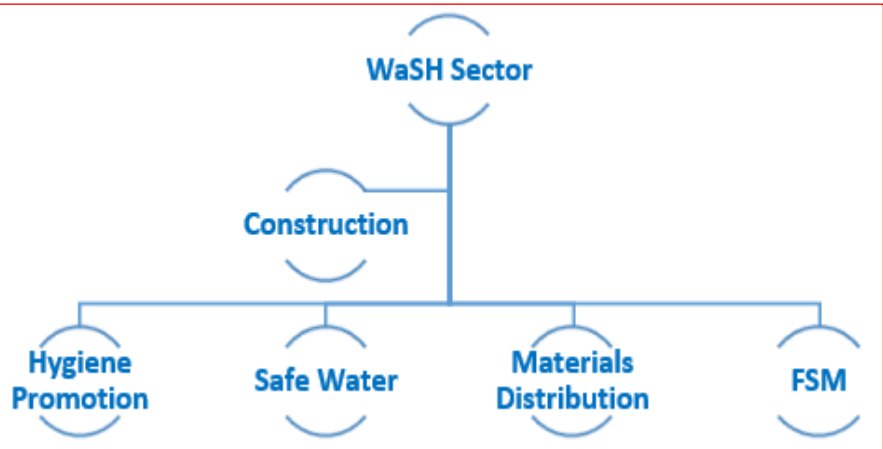 WaSH Sector
Construction
Hygiene
Promotion
Safe Water
Materials
Distribution
FSM